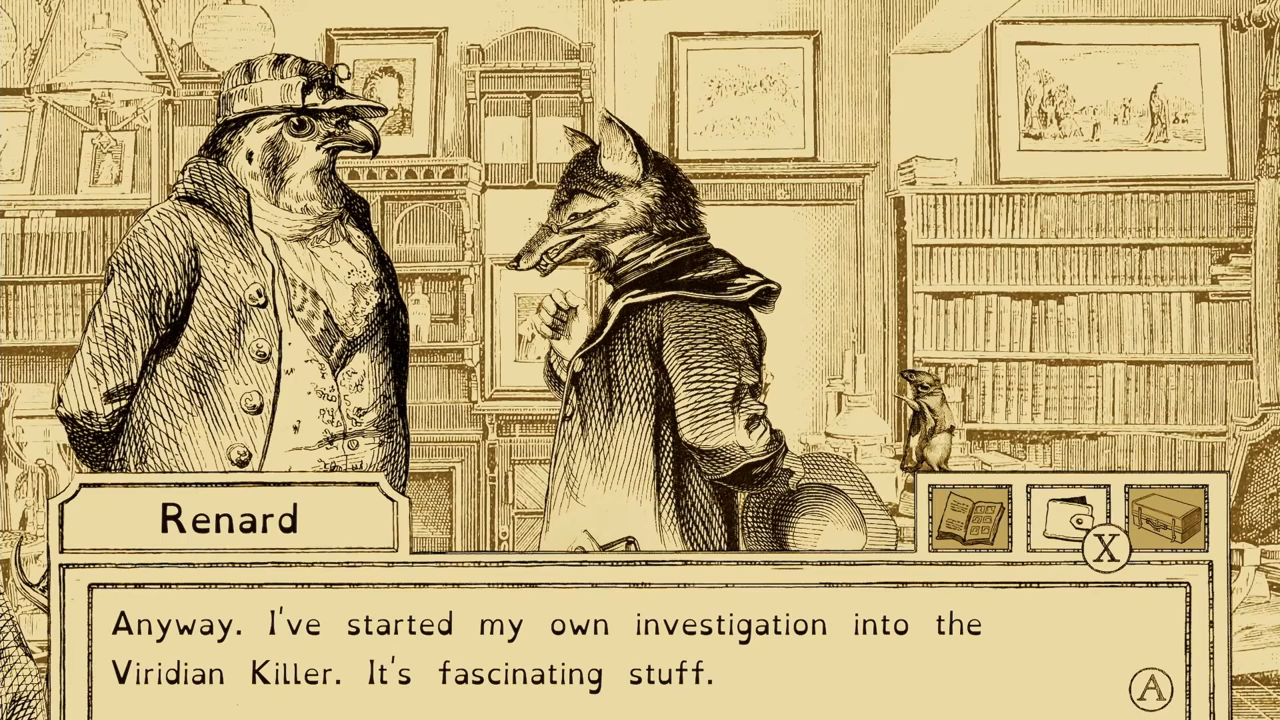 Renard
X
Anyway. I've started my own investigation into the
Viridian Killer. It's fascinating stuff.
A